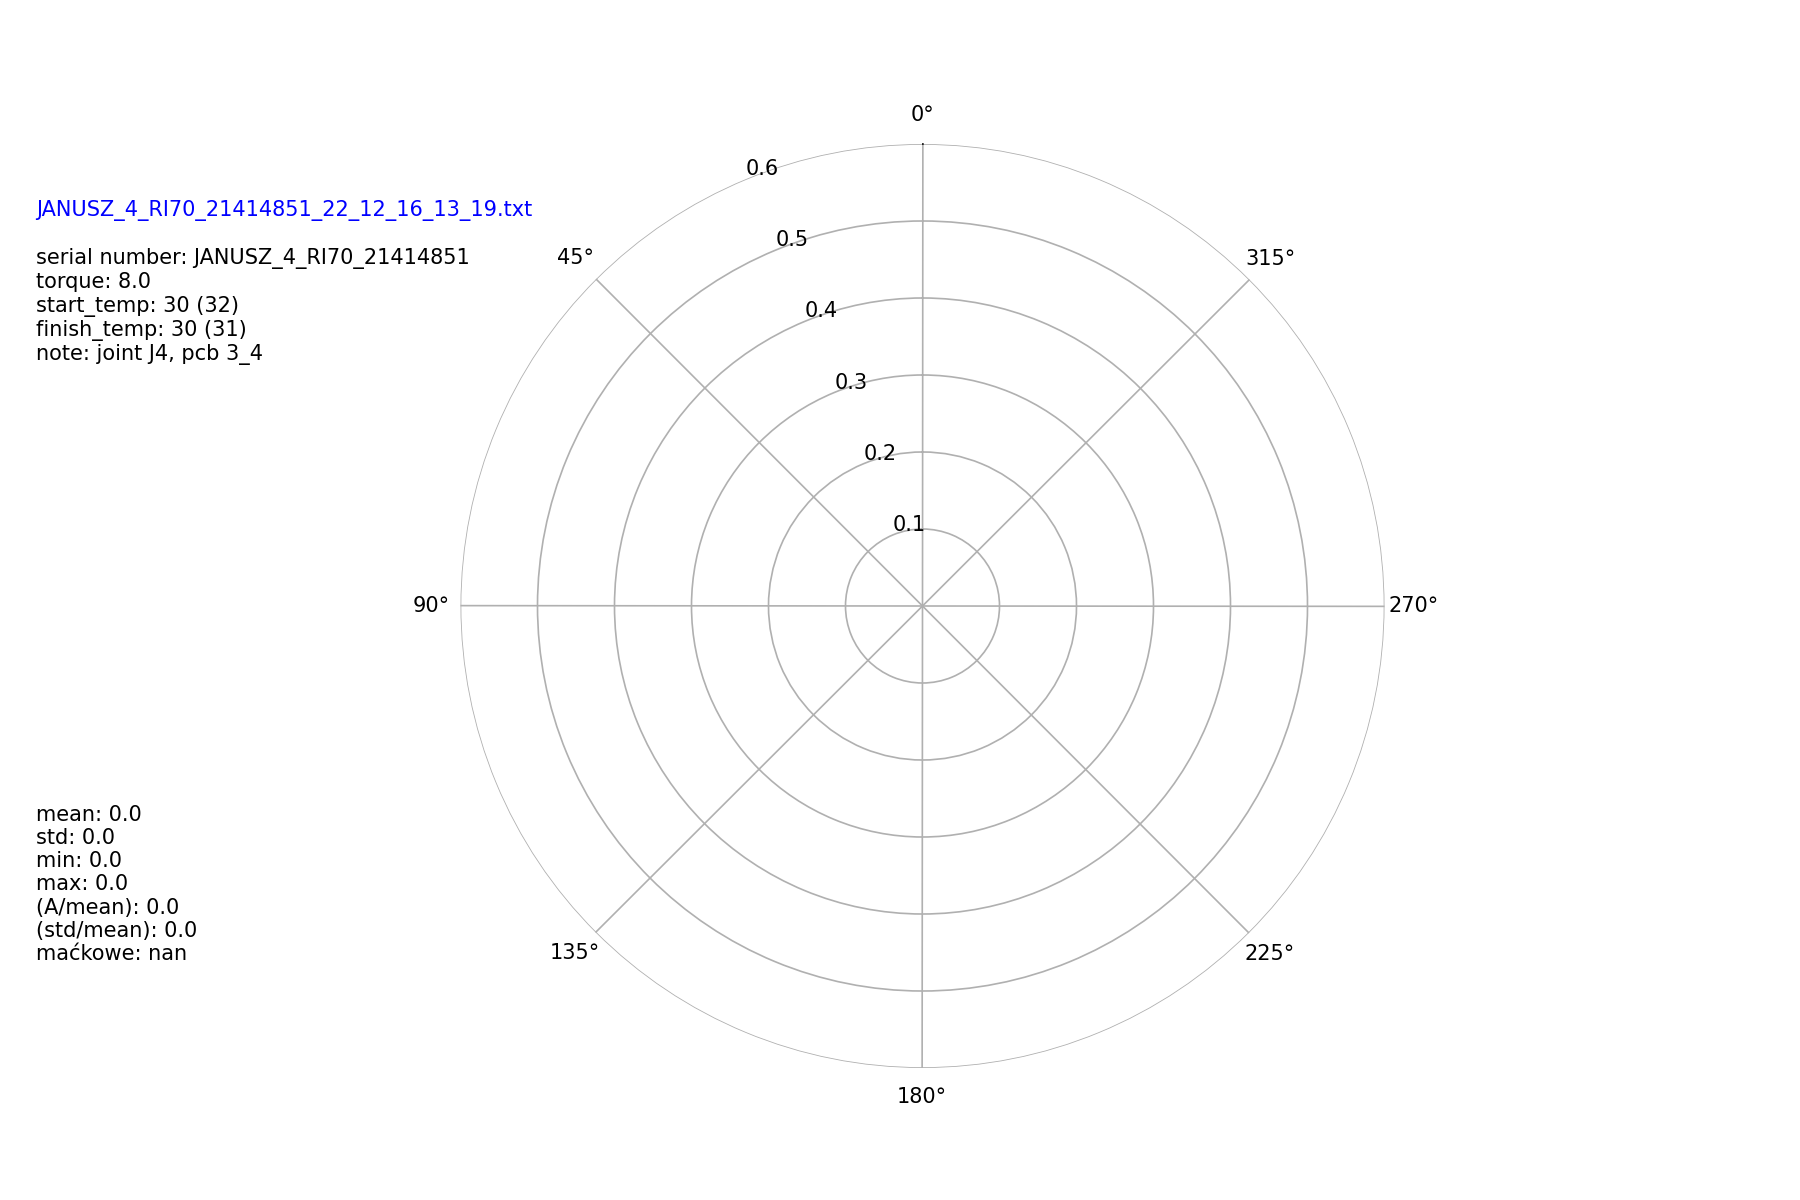 0°
0.6
JANUSZ_4_RI70_21414851_22_12_16_13_19.txt
0.5
serial number: JANUSZ_4_RI70_21414851
45°
315°
torque: 8.0
start_temp: 30 (32)
0.4
finish_temp: 30 (31)
note: joint J4, pcb 3_4
0.3
0.2
0.1
90°
270°
mean: 0.0
std: 0.0
min: 0.0
max: 0.0
(A/mean): 0.0
(std/mean): 0.0
maćkowe: nan
135°
225°
180°